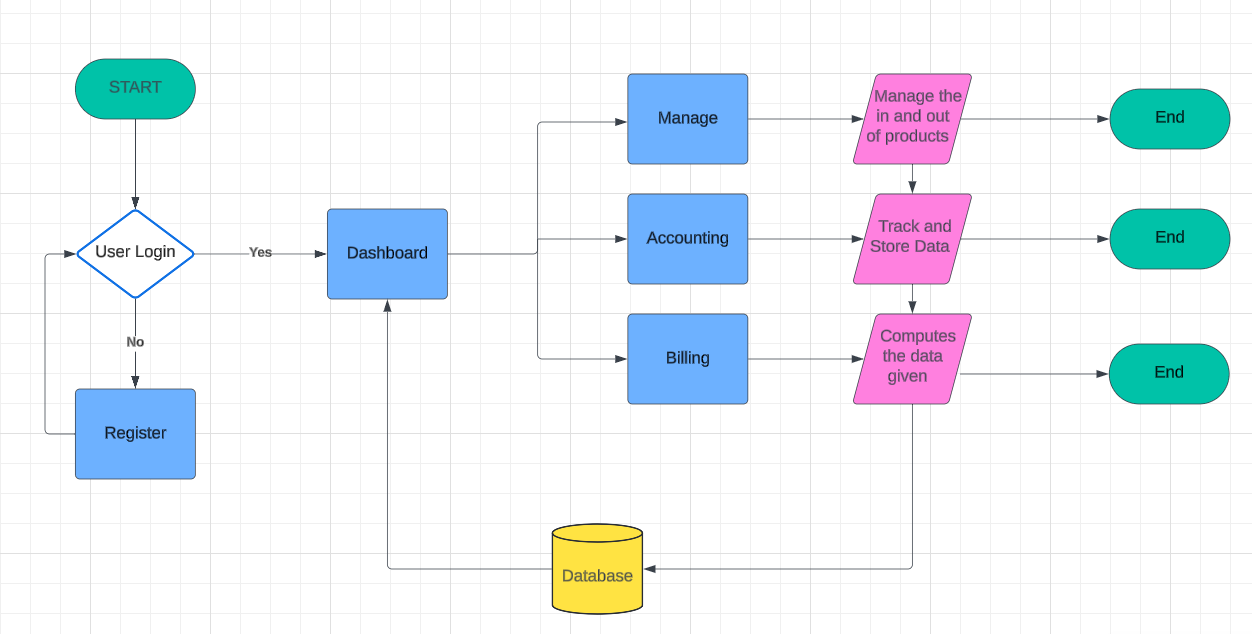 START
User Login
Yes
No
Register
Dashboard
Manage
Accounting
Billing
Manage the
in and out
of products
Track and
Store Data
Computes
the data
given
End
End
End
Database